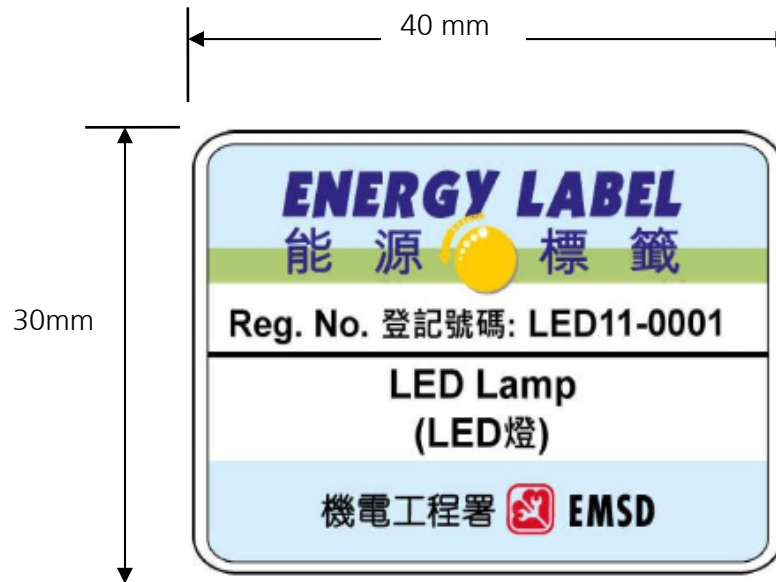 40 mm
30mm
ENERGY LABEL
能源標籤
Reg. No. 登記號碼: LED11-0001
LED Lamp
(LED燈)
機電工程署 EMSD